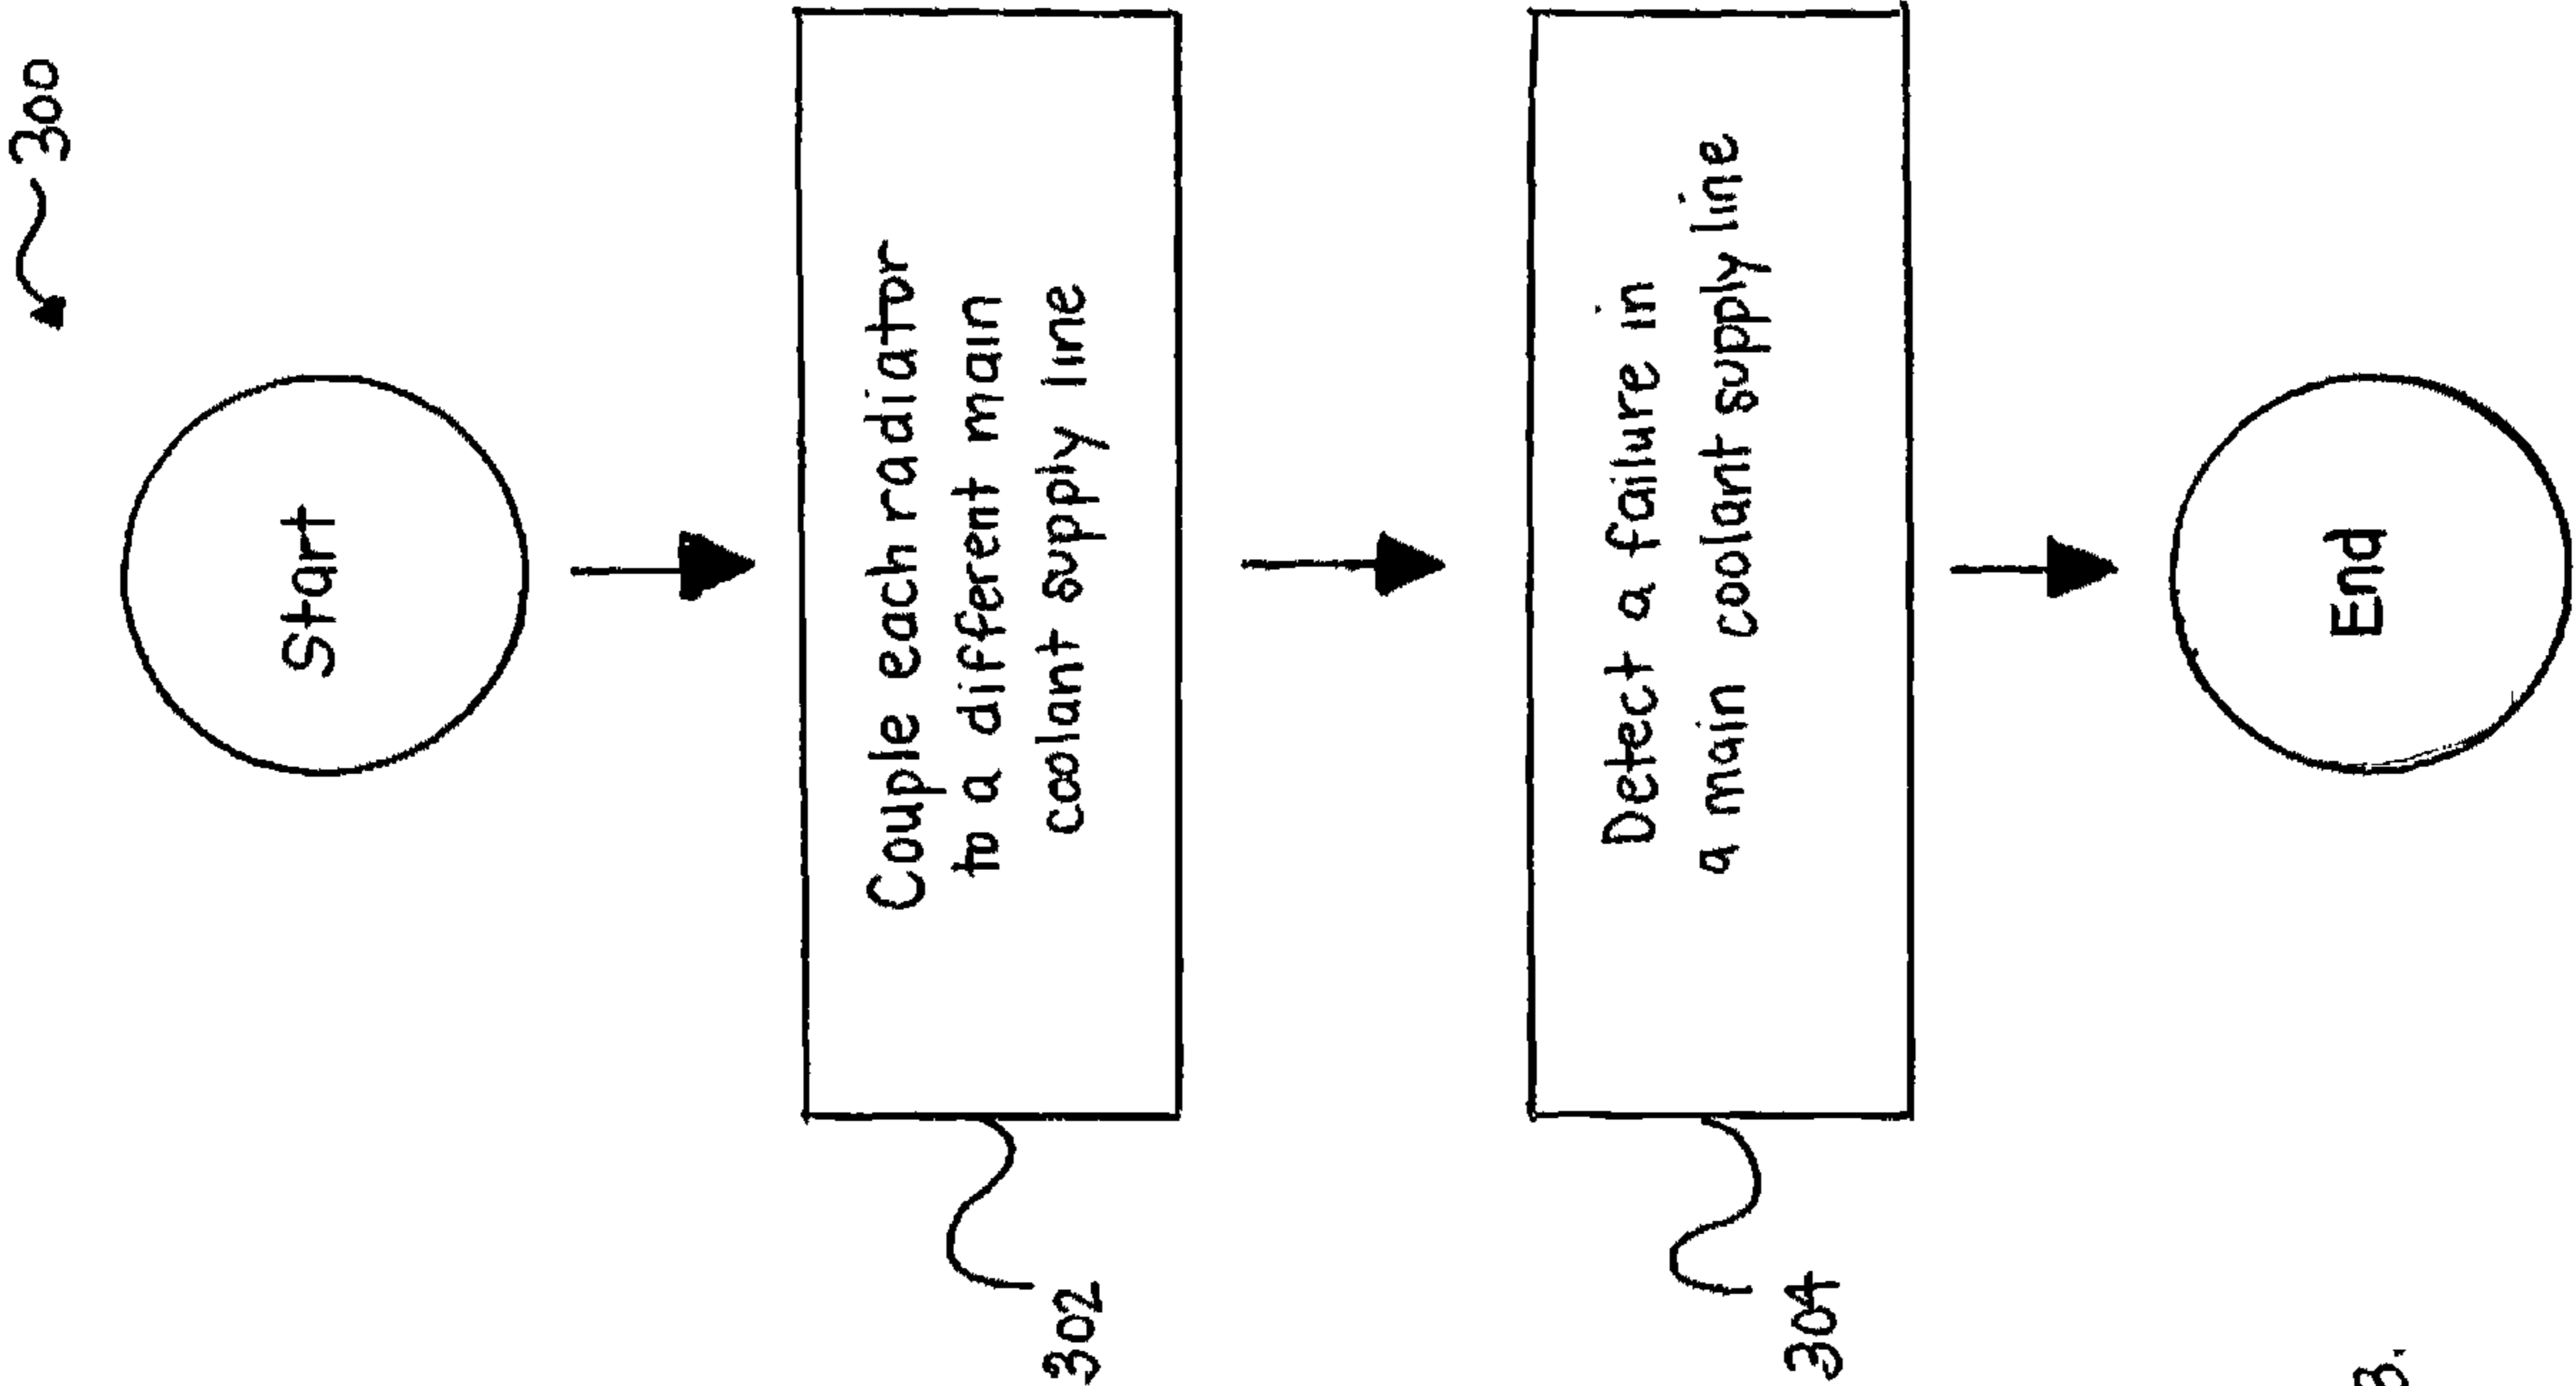 300
Start
Couple each radiator
to a different main
coolant supply line
302
Detect a failure in
a main coolant supply line
304
End
3.